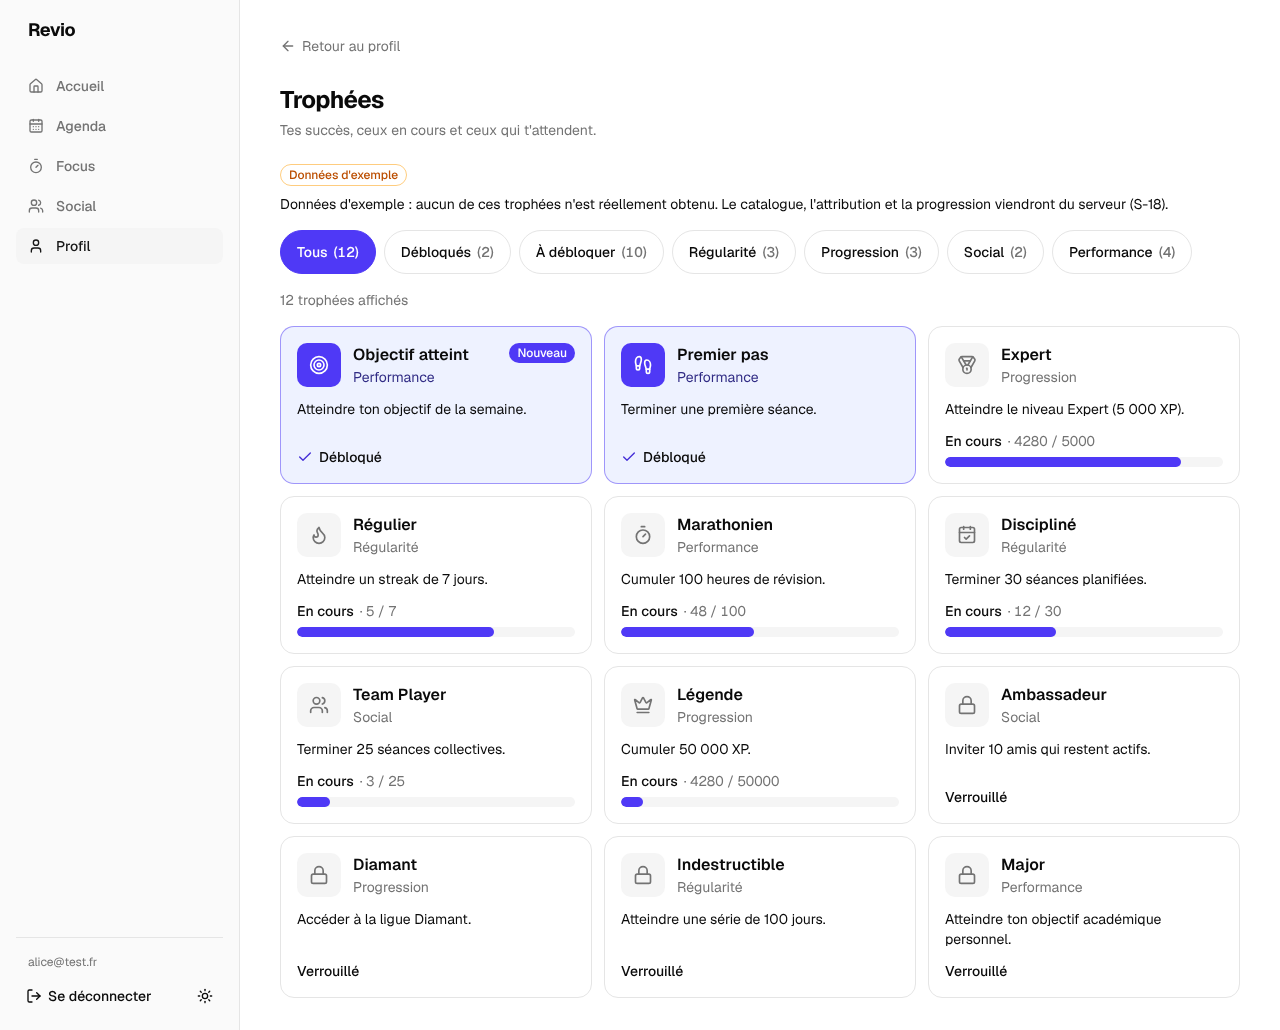 Revio
Accueil
Agenda
Focus
Social
Profil
alice@test.fr
Se déconnecter
Retour au profil
Trophées
Tes succès, ceux en cours et ceux qui t'attendent.
Données d'exemple
Données d'exemple : aucun de ces trophées n'est réellement obtenu. Le catalogue, l'attribution et la progression viendront du serveur (S-18).
Tous (12) Débloqués (2) À débloquer (10) Régularité (3) Progression (3) Social (2) Performance (4)
12 trophées affichés
Objectif atteint Nouveau
Performance
Atteindre ton objectif de la semaine.
Débloqué
Premier pas
Performance
Terminer une première séance.
Débloqué
Expert
Progression
Atteindre le niveau Expert (5 000 XP).
En cours · 4280 / 5000
Régulier
Régularité
Atteindre un streak de 7 jours.
En cours · 5 / 7
Marathonien
Performance
Cumuler 100 heures de révision.
En cours · 48 / 100
Discipliné
Régularité
Terminer 30 séances planifiées.
En cours · 12 / 30
Team Player
Social
Terminer 25 séances collectives.
En cours · 3 / 25
Légende
Progression
Cumuler 50 000 XP.
En cours · 4280 / 50000
Ambassadeur
Social
Inviter 10 amis qui restent actifs.
Verrouillé
Diamant
Progression
Accéder à la ligue Diamant.
Verrouillé
Indestructible
Régularité
Atteindre une série de 100 jours.
Verrouillé
Major
Performance
Atteindre ton objectif académique
personnel.
Verrouillé